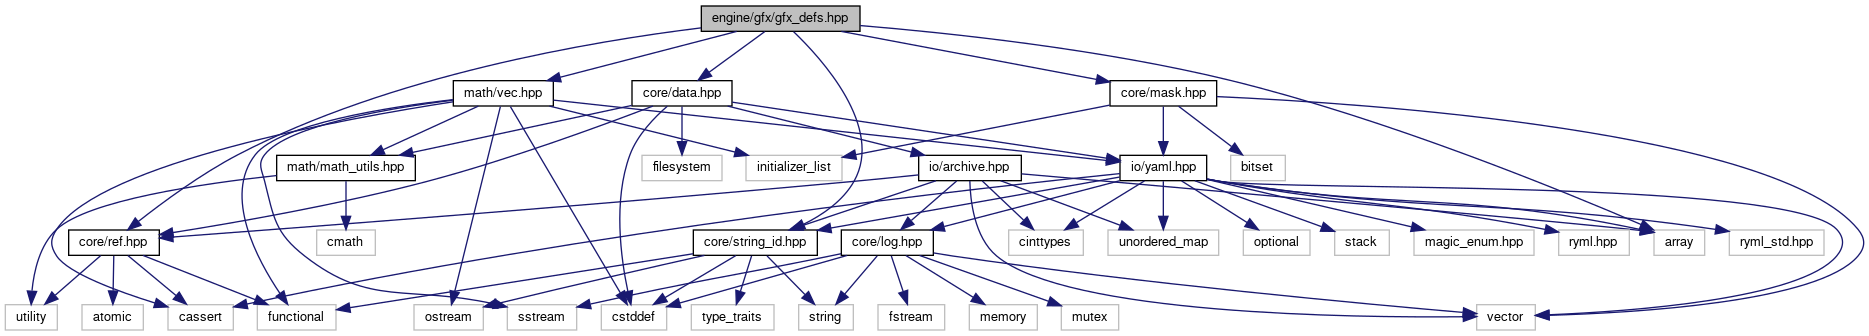 engine/gfx/gfx_defs.hpp
math/vec.hpp
core/data.hpp
core/mask.hpp
math/math_utils.hpp
filesystem
initializer_list
io/archive.hpp
io/yaml.hpp
bitset
core/ref.hpp
cmath
core/string_id.hpp
core/log.hpp
cinttypes
unordered_map
optional
stack
magic_enum.hpp
ryml.hpp
array
ryml_std.hpp
utility
atomic
cassert
functional
ostream
sstream
cstddef
type_traits
string
fstream
memory
mutex
vector